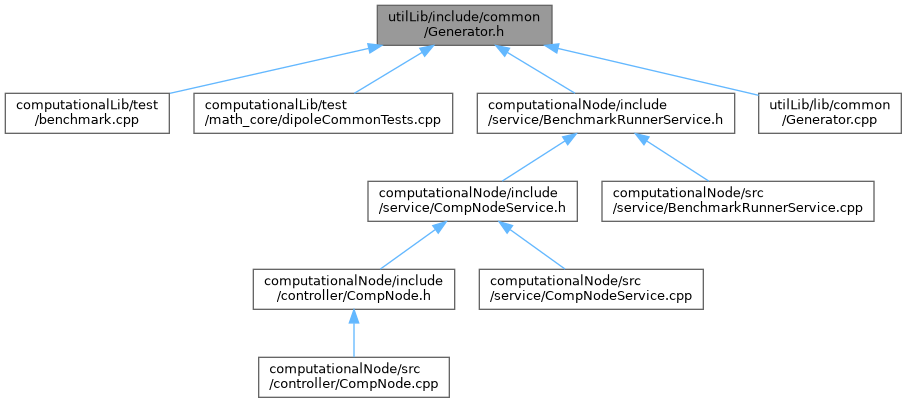 utilLib/include/common
/Generator.h
computationalLib/test
/benchmark.cpp
computationalLib/test
/math_core/dipoleCommonTests.cpp
computationalNode/include
/service/BenchmarkRunnerService.h
utilLib/lib/common
/Generator.cpp
computationalNode/include
/service/CompNodeService.h
computationalNode/src
/service/BenchmarkRunnerService.cpp
computationalNode/include
/controller/CompNode.h
computationalNode/src
/service/CompNodeService.cpp
computationalNode/src
/controller/CompNode.cpp